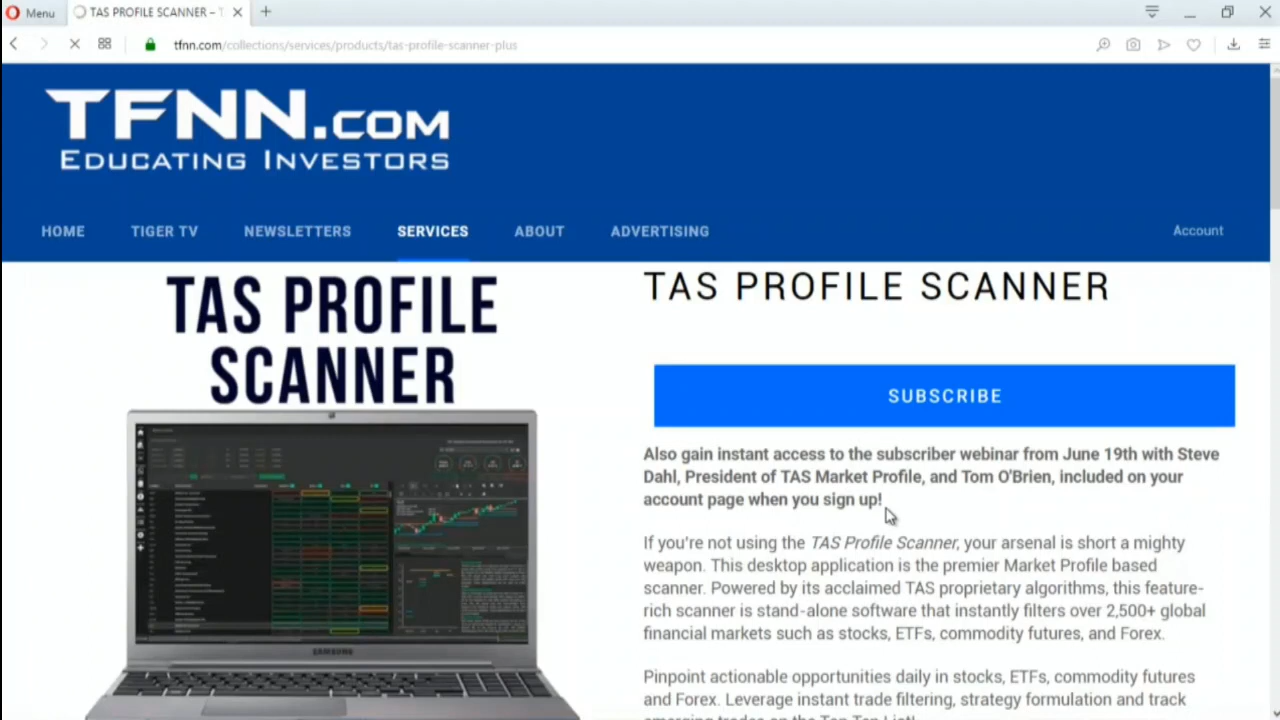 Menu
TAS PROFILE SCANNER – T
tfnn.com/collections/services/products/tas-profile-scanner-plus
TFNN.COM
EDUCATING INVESTORS
HOME TIGER TV NEWSLETTERS SERVICES ABOUT ADVERTISING Account
TAS PROFILE
SCANNER
SAMSUNG
TAS PROFILE SCANNER
SUBSCRIBE
Also gain instant access to the subscriber webinar from June 19th with Steve
Dahl, President of TAS Market Profile, and Tom O'Brien, included on your
account page when you sign up!
If you're not using the TAS Profile Scanner, your arsenal is short a mighty
weapon. This desktop application is the premier Market Profile based
scanner. Powered by its acclaimed TAS proprietary algorithms, this feature-
rich scanner is stand-alone software that instantly filters over 2,500+ global
financial markets such as stocks, ETFs, commodity futures, and Forex.
Pinpoint actionable opportunities daily in stocks, ETFs, commodity futures
and Forex. Leverage instant trade filtering, strategy formulation and track
emerging trades on the Top Ten List!